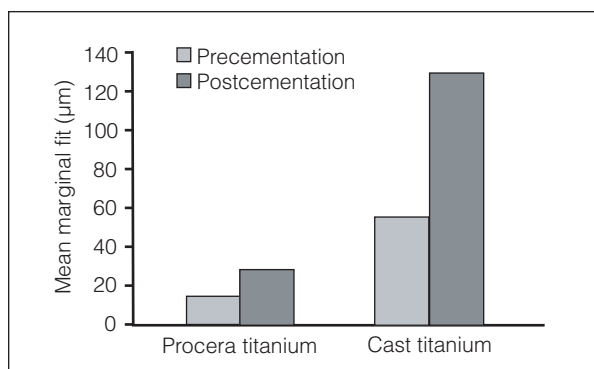 Mean marginal fit (μm)
140
120
100
80
60
40
20
0
Precementation
Postcementation
Procera titanium
Cast titanium